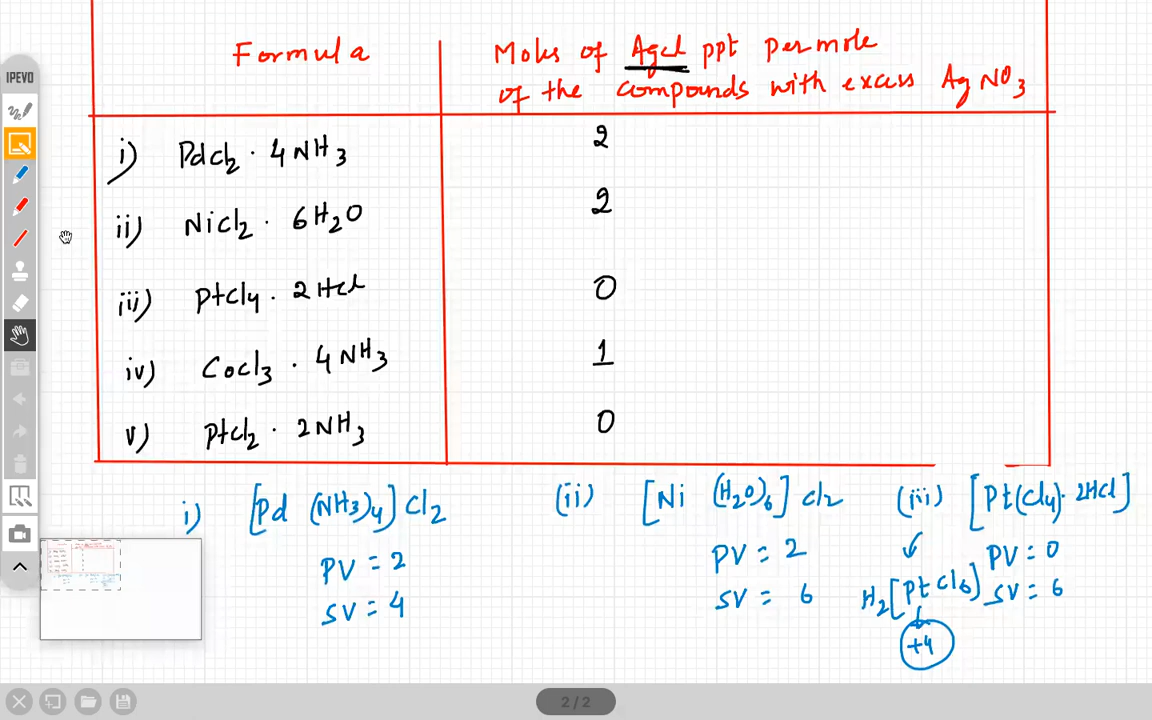 IPEVO
Formula
Moles of AgCl ppt per mole
of the compounds with excess AgNO3
i) PdCl2 · 4NH3
2
ii) NiCl2 · 6H2O
2
iii) PtCl4 · 2HCl
0
iv) CoCl3 · 4NH3
1
v) PtCl2 · 2NH3
0
i) [Pd (NH3)4] Cl2
PV = 2
SV = 4
(ii) [Ni (H2O)6] Cl2
PV = 2
SV = 6
(iii) [Pt(Cl4) · 2HCl]
PV = 0
H2[PtCl6]
SV = 6
+4
2 / 2